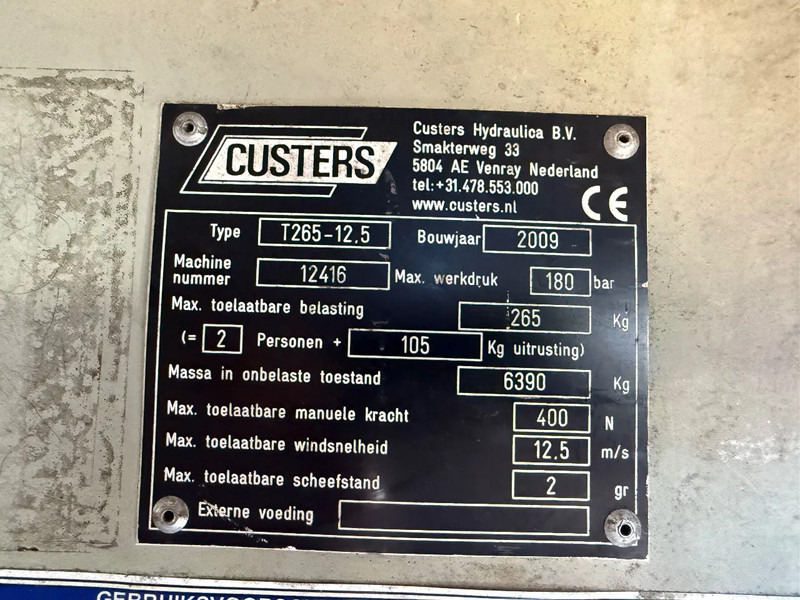 CUSTERS
Custers Hydraulica B.V.
Smakterweg 33
5804 AE Venray Nederland
tel:+31.478.553.000
www.custers.nl
CE
Type T265-12.5 Bouwjaar 2009
Machine nummer 12416 Max. werkdruk 180 bar
Max. toelaatbare belasting 265 Kg
(= 2 Personen + 105 Kg uitrusting)
Massa in onbelaste toestand 6390 Kg
Max. toelaatbare manuele kracht 400 N
Max. toelaatbare windsnelheid 12.5 m/s
Max. toelaatbare scheefstand 2 gr
Externe voeding